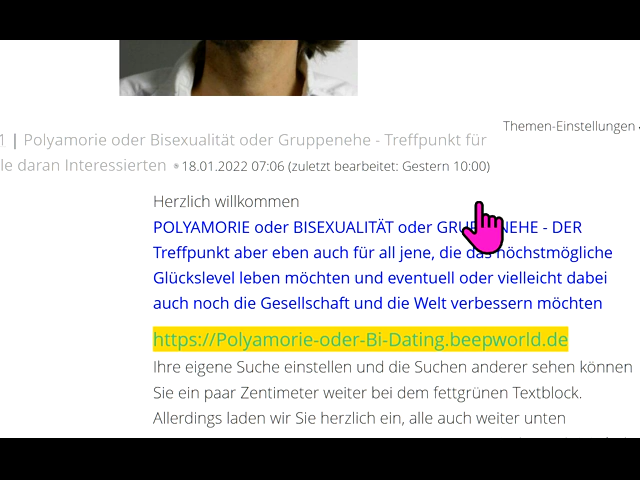 Themen-Einstellungen
1 | Polyamorie oder Bisexualität oder Gruppenehe - Treffpunkt für
le daran Interessierten 18.01.2022 07:06 (zuletzt bearbeitet: Gestern 10:00)
Herzlich willkommen
POLYAMORIE oder BISEXUALITÄT oder - DER
Treffpunkt aber eben auch für all jene, die das höchstmögliche
Glückslevel leben möchten und eventuell oder vielleicht dabei
auch noch die Gesellschaft und die Welt verbessern möchten
https://Polyamorie-oder-Bi-Dating.beepworld.de
Ihre eigene Suche einstellen und die Suchen anderer sehen können
Sie ein paar Zentimeter weiter bei dem fettgrünen Textblock.
Allerdings laden wir Sie herzlich ein, alle auch weiter unten